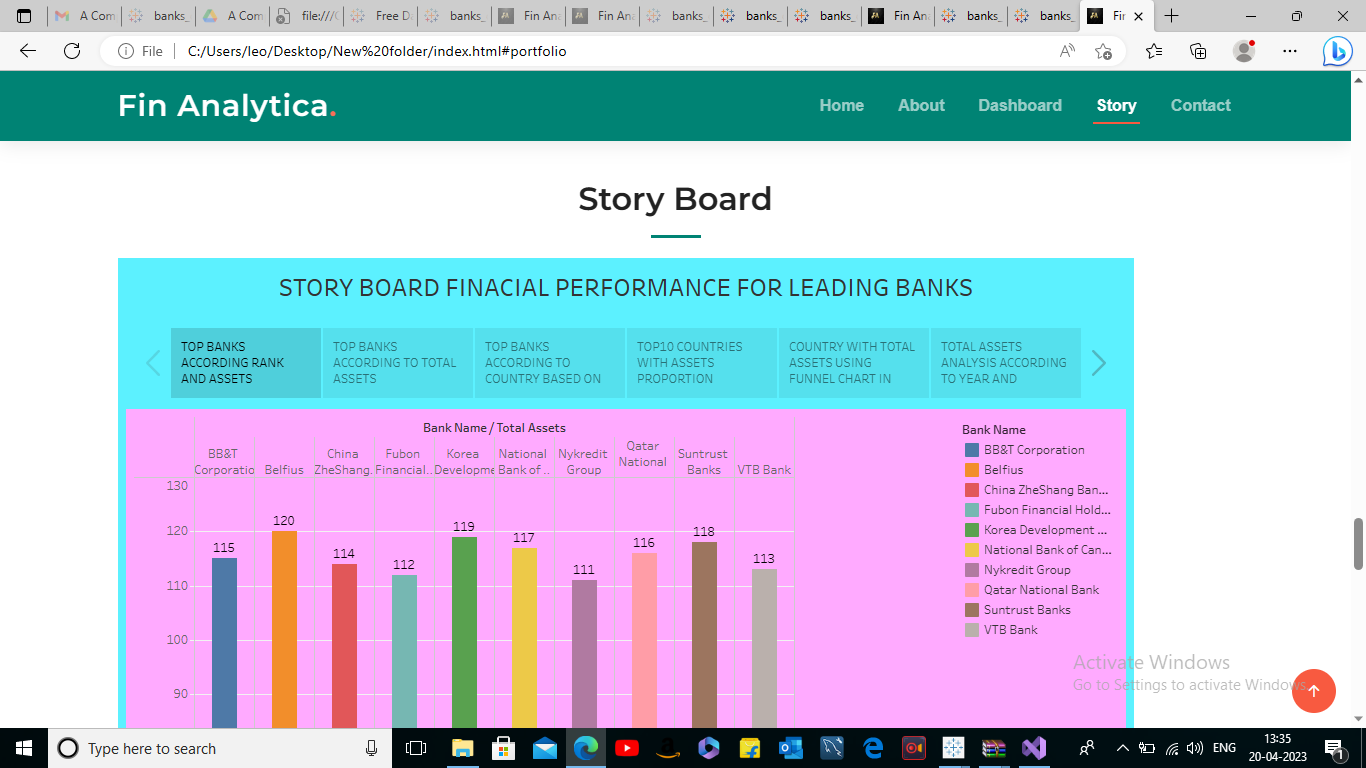 A Com
banks_
A Com
file:///C
Free Da
banks_
Fin Ana
Fin Ana
banks_
banks_
banks_
Fin Ana
banks_
banks_
Fin
File
C:/Users/leo/Desktop/New%20folder/index.html#portfolio
Fin Analytica.
Home
About
Dashboard
Story
Contact
Story Board
STORY BOARD FINACIAL PERFORMANCE FOR LEADING BANKS
TOP BANKS
ACCORDING RANK
AND ASSETS
TOP BANKS
ACCORDING TO TOTAL
ASSETS
TOP BANKS
ACCORDING TO
COUNTRY BASED ON
TOP10 COUNTRIES
WITH ASSETS
PROPORTION
COUNTRY WITH TOTAL
ASSETS USING
FUNNEL CHART IN
TOTAL ASSETS
ANALYSIS ACCORDING
TO YEAR AND
Bank Name / Total Assets
BB&T
Corporatio
Belfius
China
ZheShang..
Fubon
Financial..
Korea
Developme
National
Bank of ..
Nykredit
Group
Qatar
National
Suntrust
Banks
VTB Bank
130
120
110
100
90
115
120
114
112
119
117
111
116
118
113
Bank Name
BB&T Corporation
Belfius
China ZheShang Ban...
Fubon Financial Hold...
Korea Development ...
National Bank of Can...
Nykredit Group
Qatar National Bank
Suntrust Banks
VTB Bank
Activate Windows
Go to Settings to activate Windows.
Type here to search
ENG
13:35
20-04-2023
1